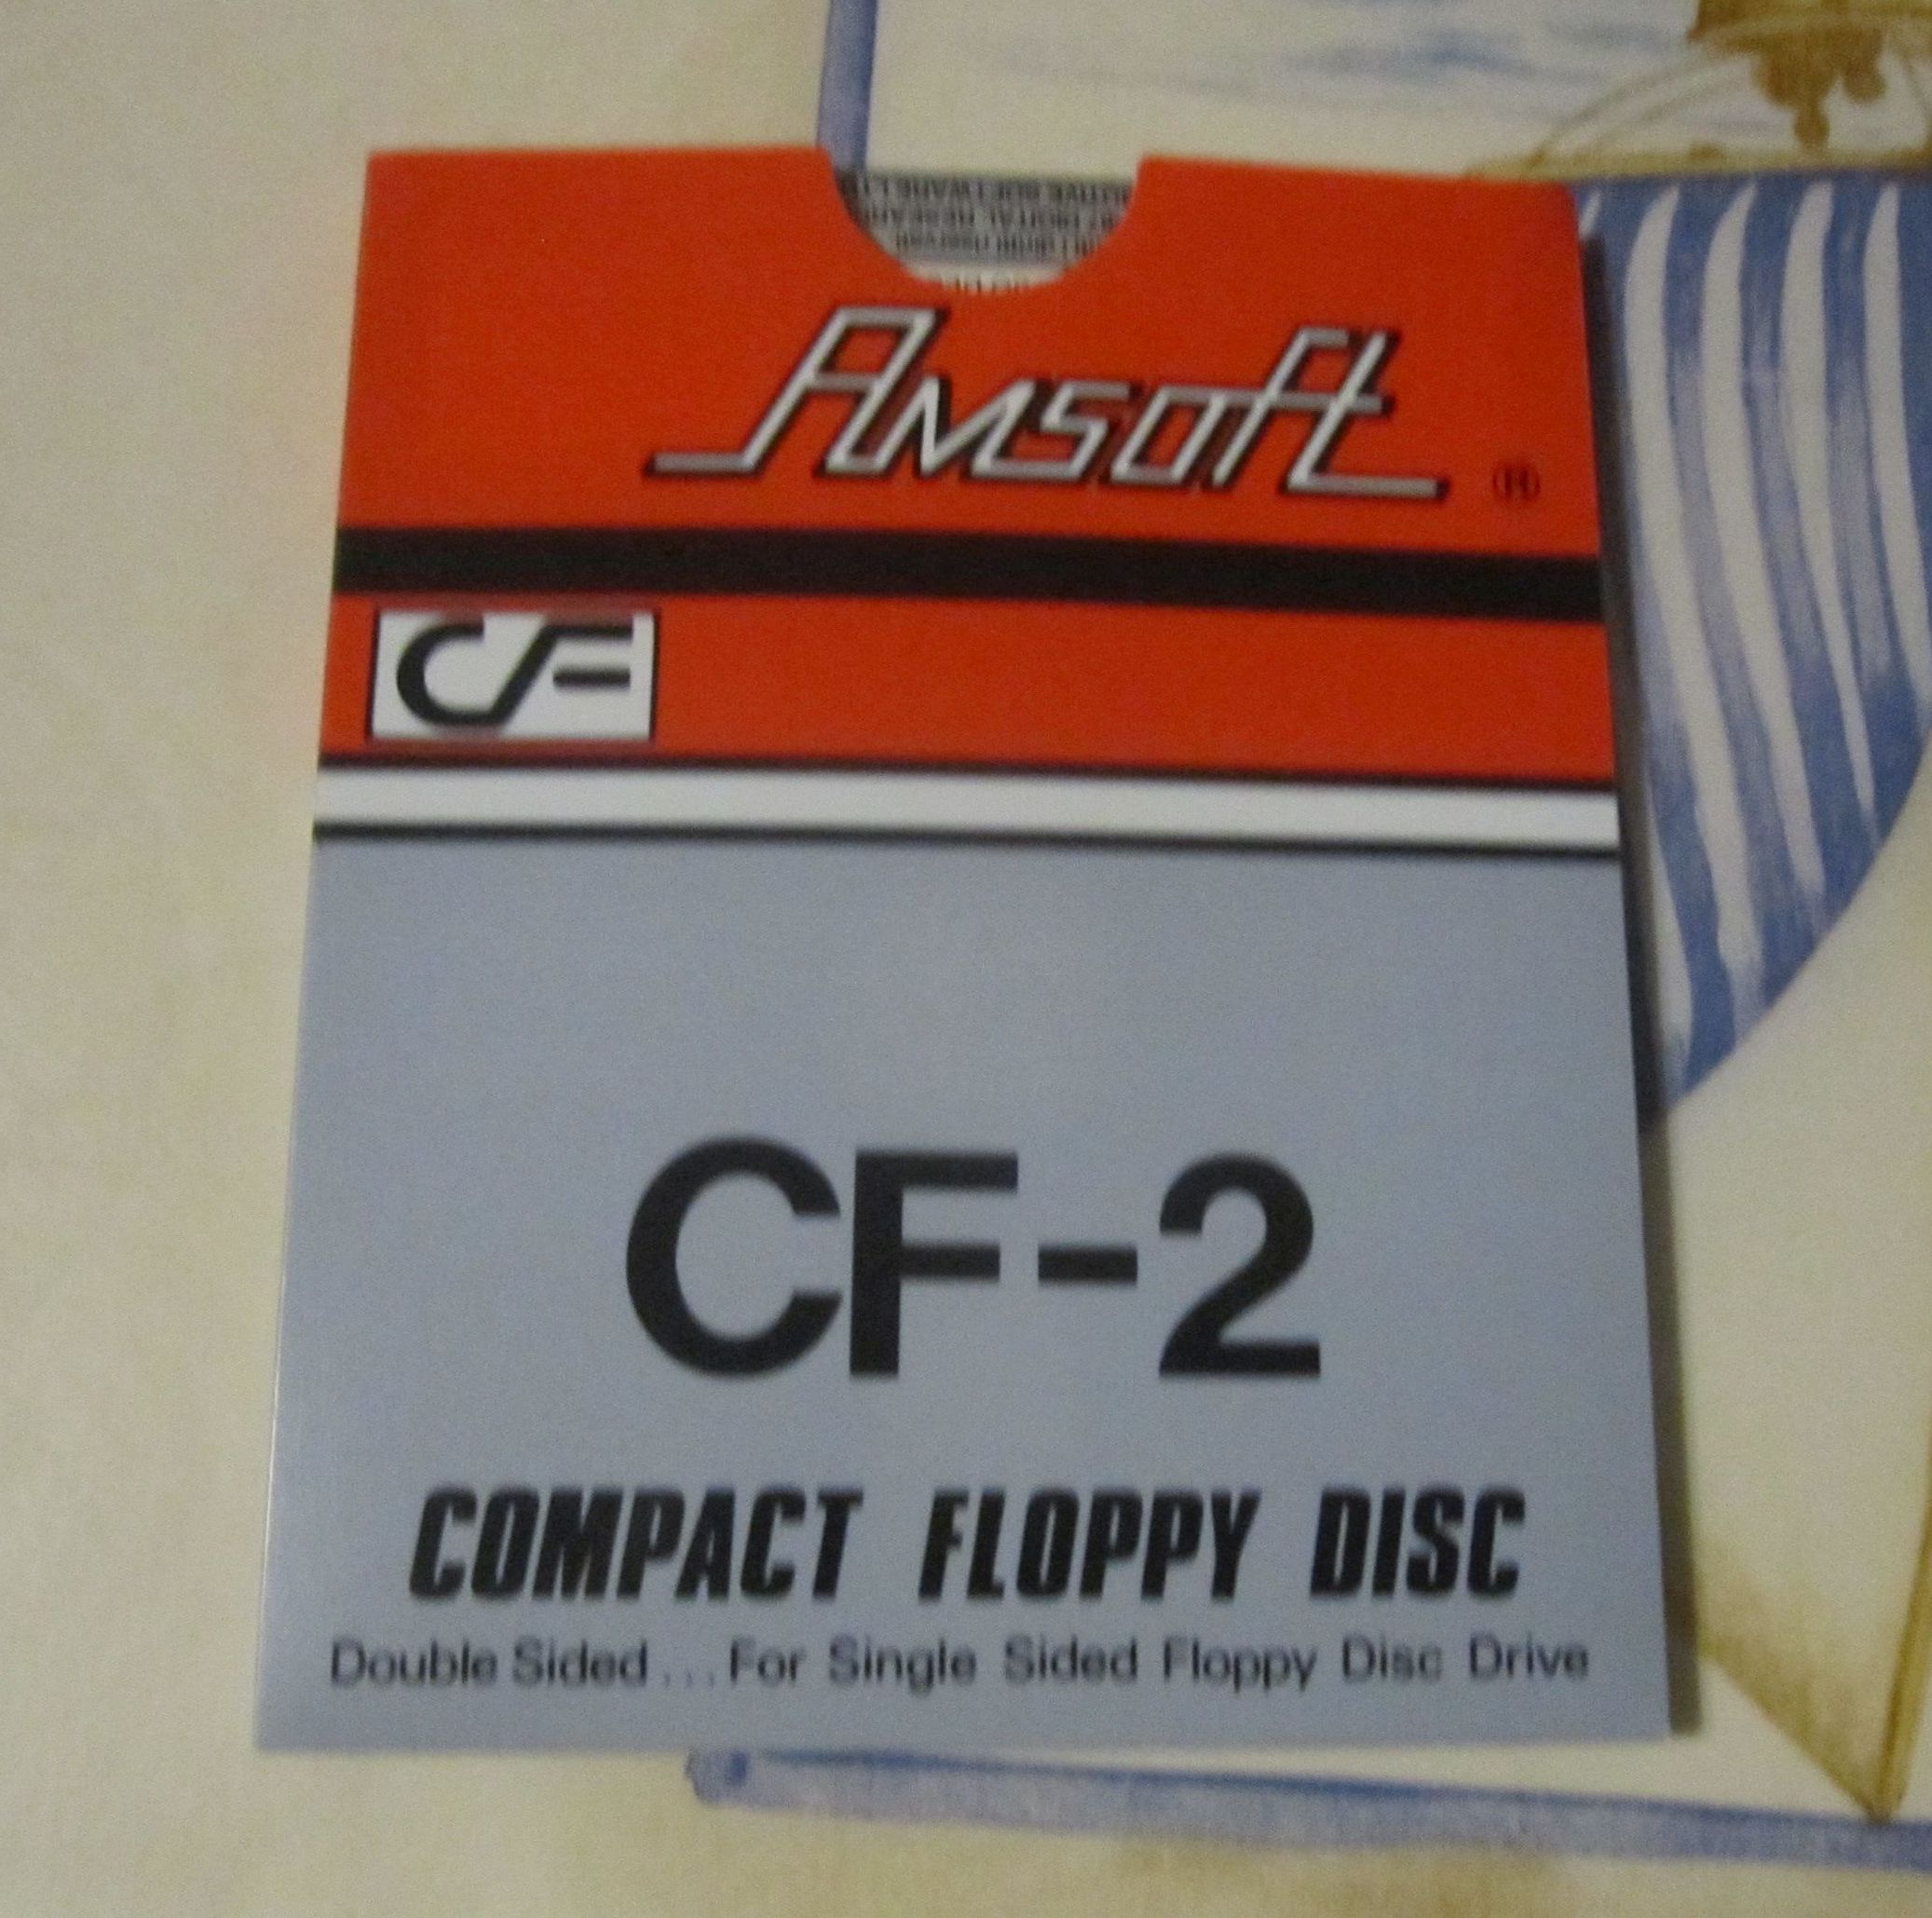 Amsoft ®
CF
CF-2
COMPACT FLOPPY DISC
Double Sided ... For Single Sided Floppy Disc Drive